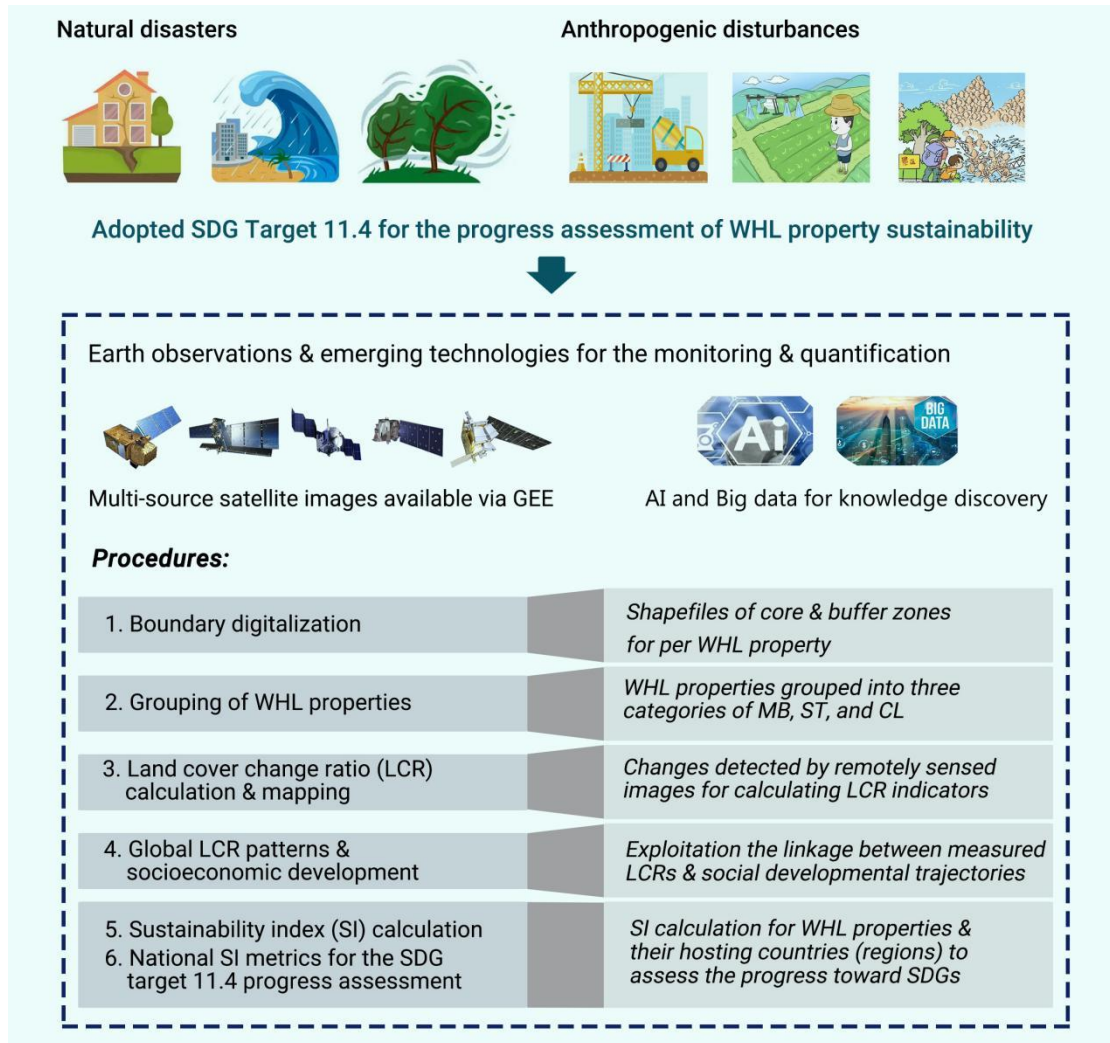 Natural disasters
Anthropogenic disturbances
Adopted SDG Target 11.4 for the progress assessment of WHL property sustainability
Earth observations & emerging technologies for the monitoring & quantification
Ai
BIG
DATA
Multi-source satellite images available via GEE
AI and Big data for knowledge discovery
Procedures:
1. Boundary digitalization
Shapefiles of core & buffer zones
for per WHL property
2. Grouping of WHL properties
WHL properties grouped into three
categories of MB, ST, and CL
3. Land cover change ratio (LCR)
calculation & mapping
Changes detected by remotely sensed
images for calculating LCR indicators
4. Global LCR patterns &
socioeconomic development
Exploitation the linkage between measured
LCRs & social developmental trajectories
5. Sustainability index (SI) calculation
6. National SI metrics for the SDG
target 11.4 progress assessment
SI calculation for WHL properties &
their hosting countries (regions) to
assess the progress toward SDGs